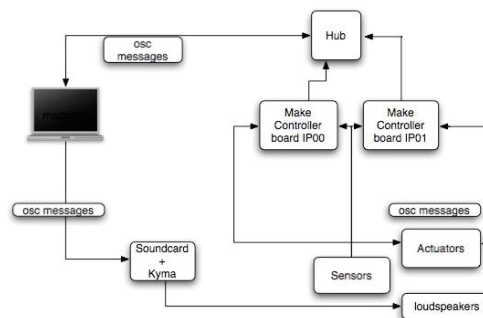 osc
messages
Hub
Make
Controller
board IP00
Make
Controller
board IP01
osc messages
osc messages
Soundcard
+
Kyma
Sensors
Actuators
loudspeakers